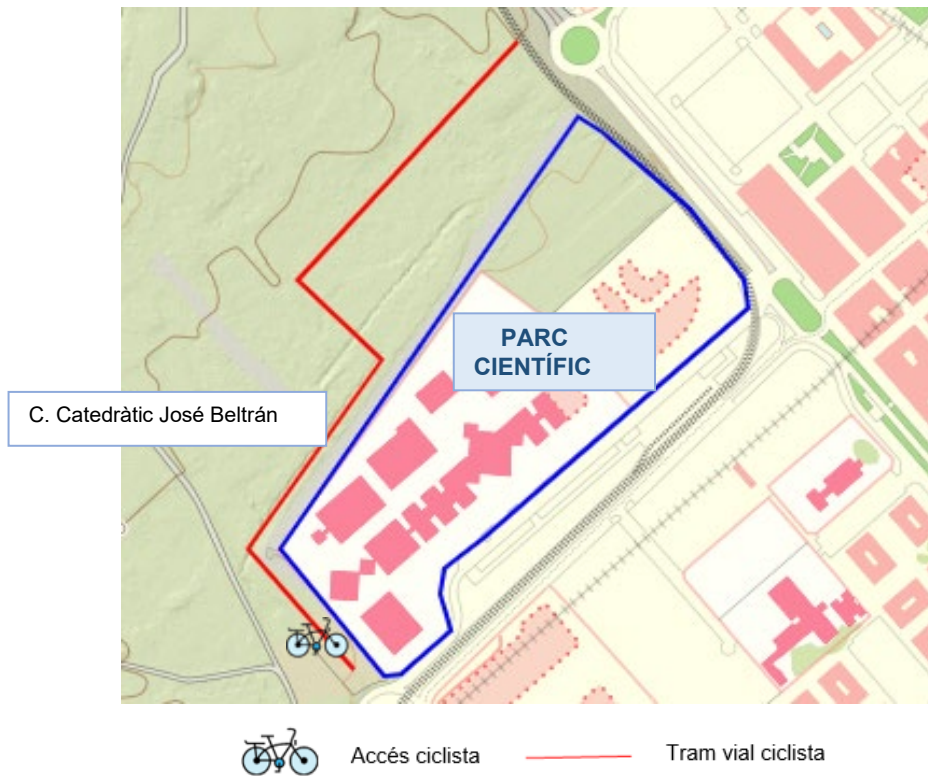 PARC
CIENTÍFIC
C. Catedràtic José Beltrán
Accés ciclista
Tram vial ciclista